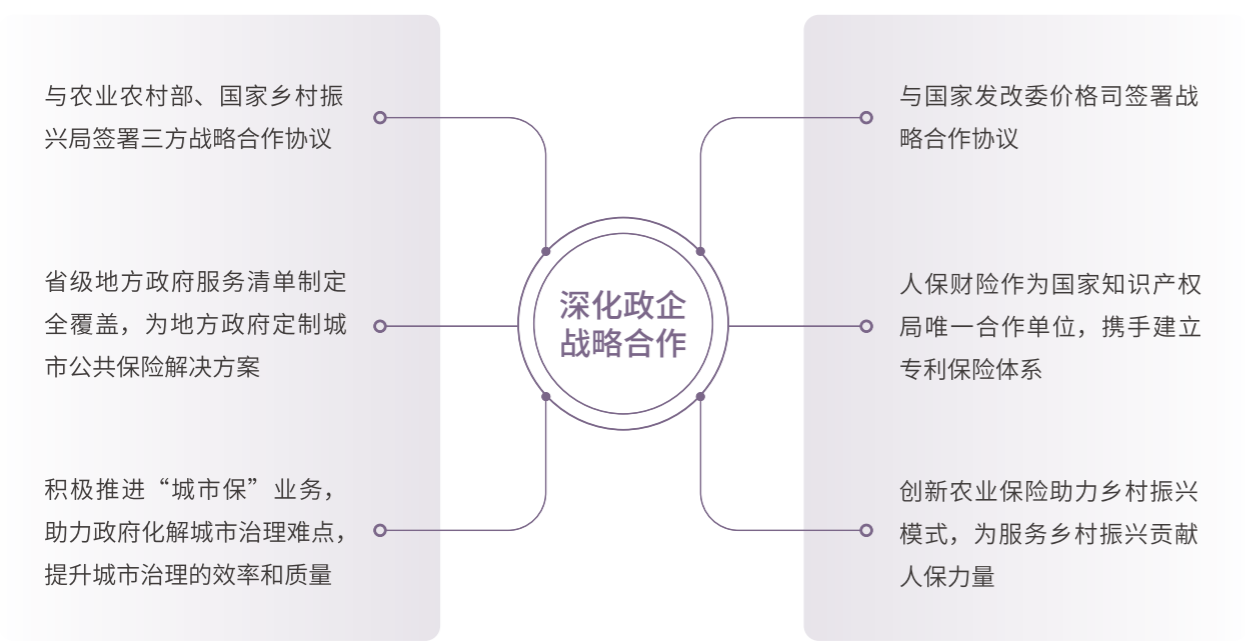 与农业农村部、国家乡村振
兴局签署三方战略合作协议
省级地方政府服务清单制定
全覆盖，为地方政府定制城
市公共保险解决方案
积极推进“城市保”业务，
助力政府化解城市治理难点，
提升城市治理的效率和质量
深化政企
战略合作
与国家发改委价格司签署战
略合作协议
人保财险作为国家知识产权
局唯一合作单位，携手建立
专利保险体系
创新农业保险助力乡村振兴
模式，为服务乡村振兴贡献
人保力量